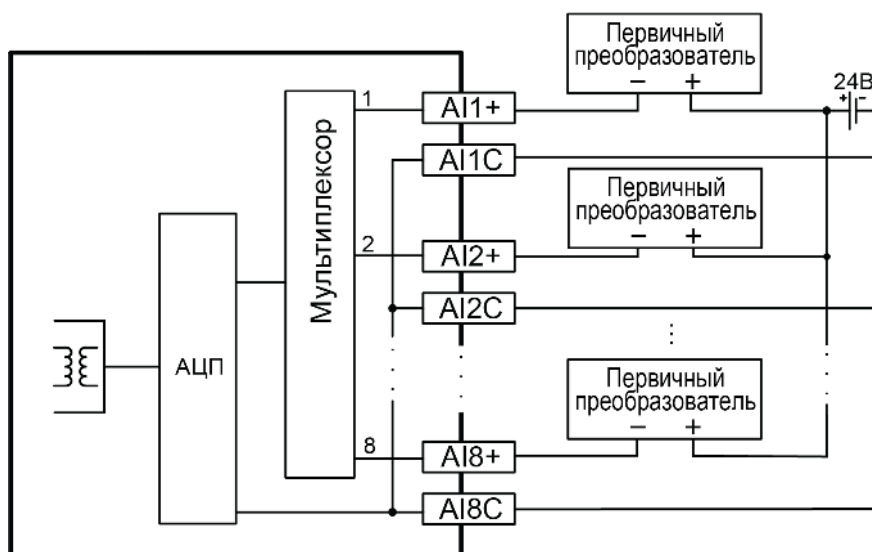 Первичный
преобразователь
− +
24В
+ -
1
AI1+
AI1C
Мультиплексор
Первичный
преобразователь
− +
2
AI2+
AI2C
АЦП
Первичный
преобразователь
− +
8
AI8+
AI8C